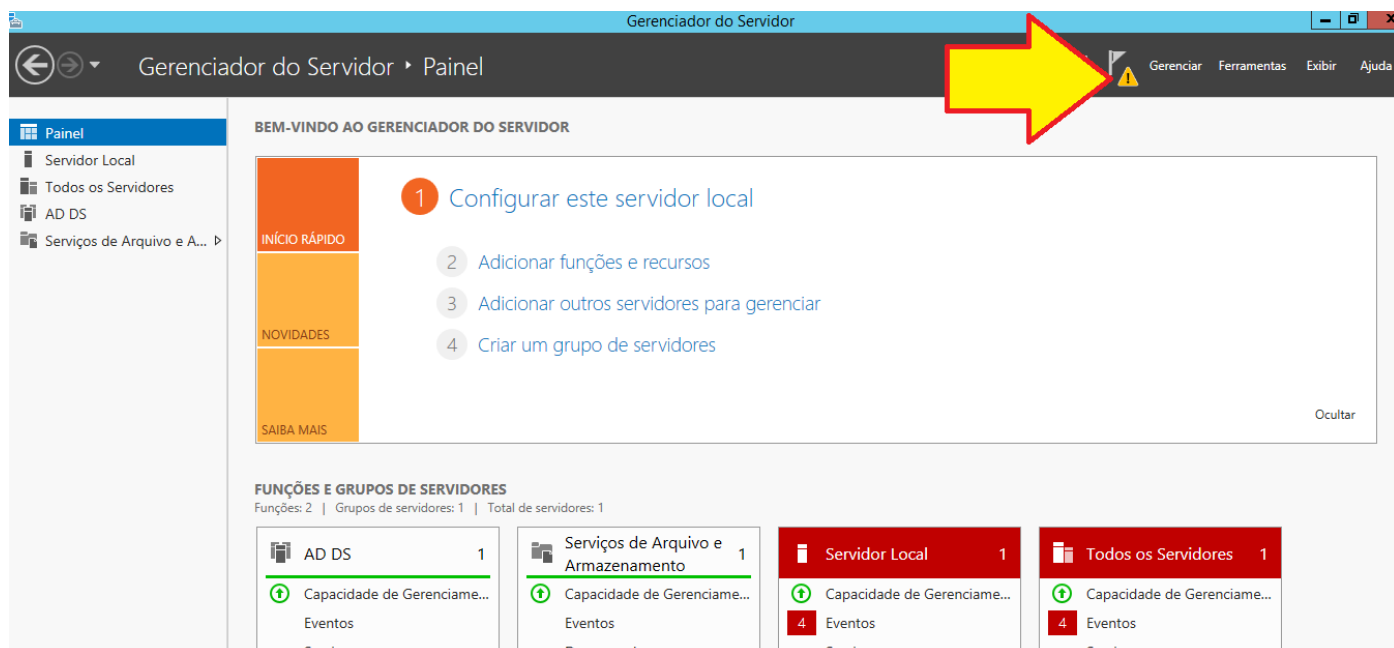 Gerenciador do Servidor
Gerenciador do Servidor ‣ Painel
Gerenciar Ferramentas Exibir Ajuda
Painel
Servidor Local
Todos os Servidores
AD DS
Serviços de Arquivo e A...
BEM-VINDO AO GERENCIADOR DO SERVIDOR
INÍCIO RÁPIDO
NOVIDADES
SAIBA MAIS
1 Configurar este servidor local
2 Adicionar funções e recursos
3 Adicionar outros servidores para gerenciar
4 Criar um grupo de servidores
Ocultar
FUNÇÕES E GRUPOS DE SERVIDORES
Funções: 2 | Grupos de servidores: 1 | Total de servidores: 1
AD DS 1
Capacidade de Gerenciame...
Eventos
Serviços de Arquivo e
Armazenamento 1
Capacidade de Gerenciame...
Eventos
Servidor Local 1
Capacidade de Gerenciame...
4 Eventos
Todos os Servidores 1
Capacidade de Gerenciame...
4 Eventos